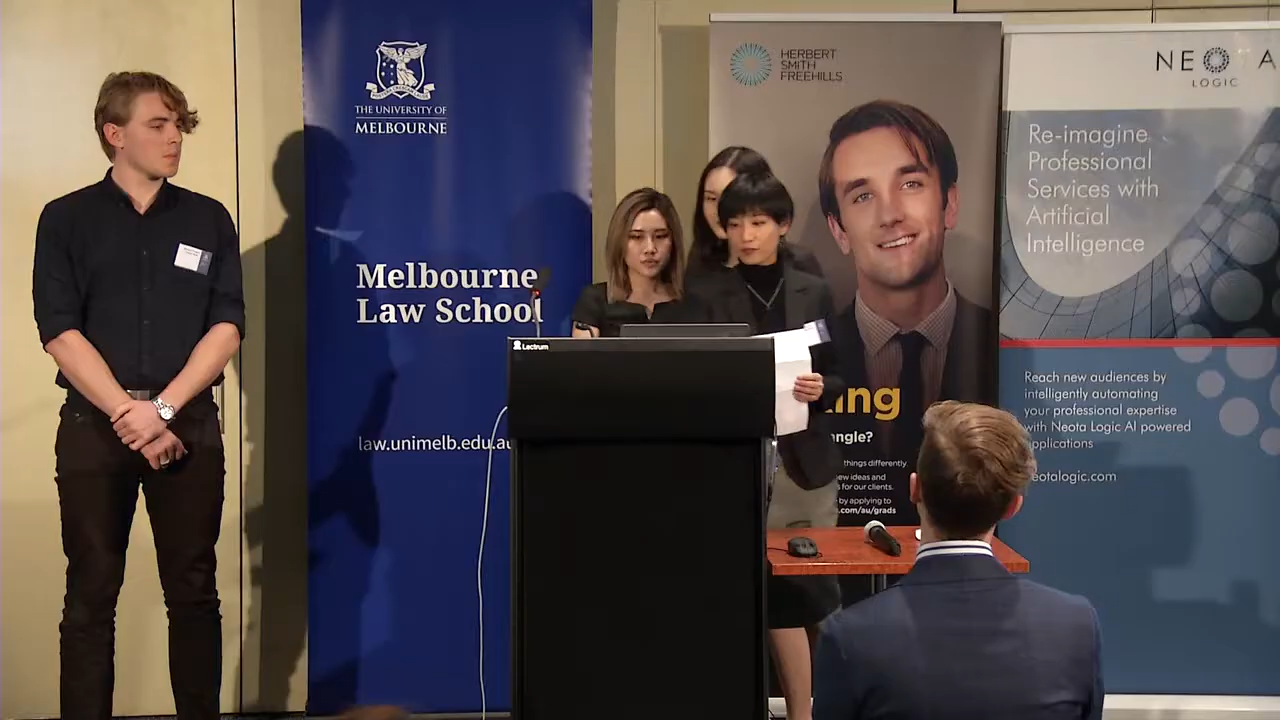 THE UNIVERSITY OF
MELBOURNE
Melbourne
Law School
law.unimelb.edu.au
Lectrum
HERBERT
SMITH
FREEHILLS
ing
angle?
things differently
new ideas and
for our clients.
by applying to
.com/au/grads
NEOTA
LOGIC
Re-imagine
Professional
Services with
Artificial
Intelligence
Reach new audiences by
intelligently automating
your professional expertise
with Neota Logic AI powered
applications
neotalogic.com